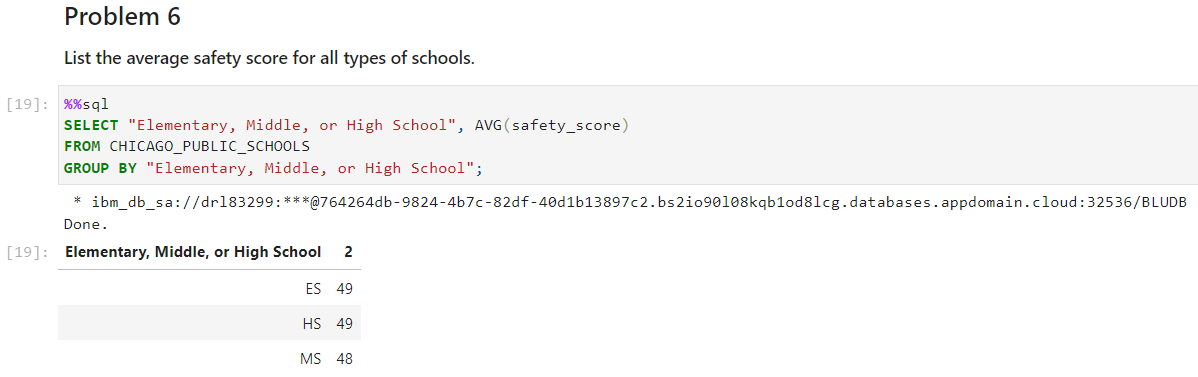 Problem 6
List the average safety score for all types of schools.
[19]: %%sql
SELECT "Elementary, Middle, or High School", AVG(safety_score)
FROM CHICAGO_PUBLIC_SCHOOLS
GROUP BY "Elementary, Middle, or High School";
* ibm_db_sa://drl83299:***@764264db-9824-4b7c-82df-40d1b13897c2.bs2io90l08kqb1od8lcg.databases.appdomain.cloud:32536/BLUDB
Done.
[19]: Elementary, Middle, or High School 2
ES 49
HS 49
MS 48